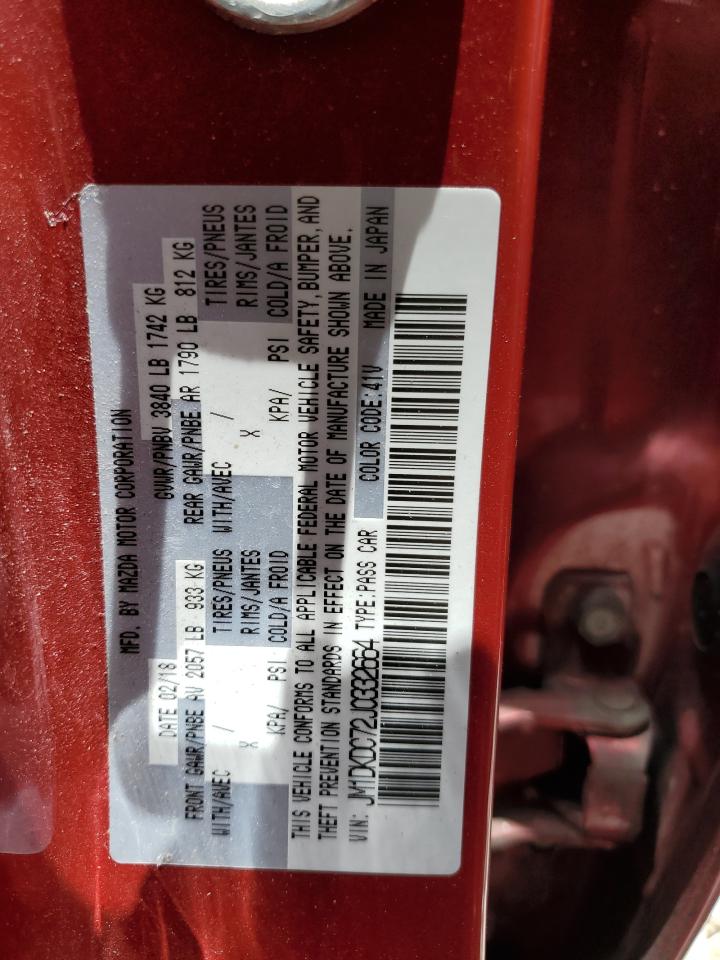 MFD. BY MAZDA MOTOR CORPORATION
DATE 02/18 GVWR/PNBV 3840 LB 1742 KG
FRONT GAWR/PNBE AV 2057 LB 933 KG REAR GAWR/PNBE AR 1790 LB 812 KG
WITH/AVEC / TIRES/PNEUS WITH/AVEC / TIRES/PNEUS
X RIMS/JANTES X RIMS/JANTES
KPA/ PSI COLD/A FROID KPA/ PSI COLD/A FROID
THIS VEHICLE CONFORMS TO ALL APPLICABLE FEDERAL MOTOR VEHICLE SAFETY, BUMPER, AND
THEFT PREVENTION STANDARDS IN EFFECT ON THE DATE OF MANUFACTURE SHOWN ABOVE.
VIN: JM1DKDC72J0332664 TYPE:PASS CAR COLOR CODE:41V MADE IN JAPAN